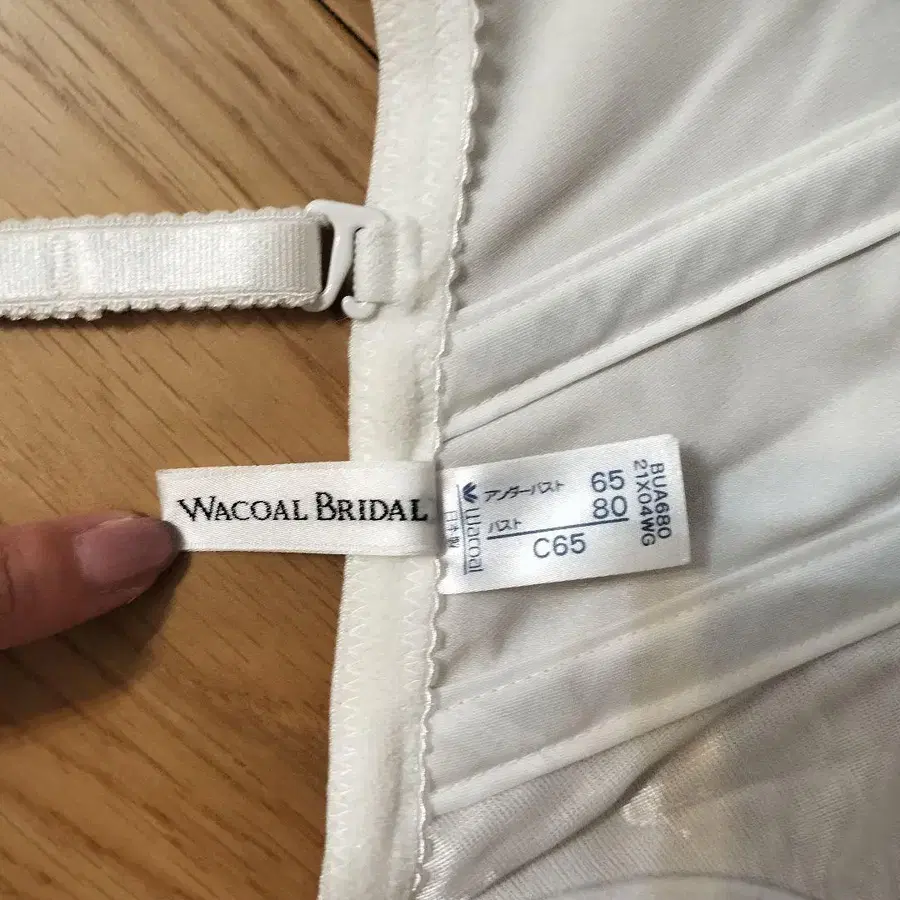 WACOAL BRIDAL
Wacoal
日本製
アンダーバスト 65
バスト 80
C65
BUA680
21X04WG